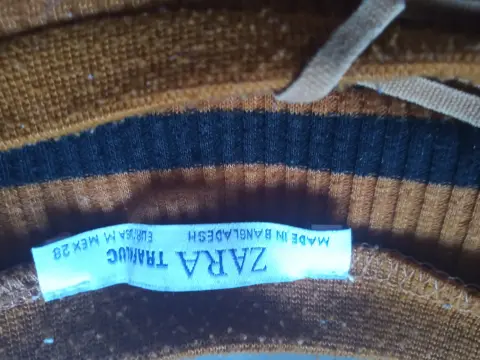 ZARA TRAFALUC
MADE IN BANGLADESH
EUR/USA M MEX 28